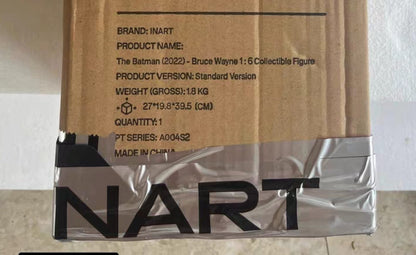 BRAND: INART
PRODUCT NAME:
The Batman (2022) - Bruce Wayne 1 : 6 Collectible Figure
PRODUCT VERSION: Standard Version
WEIGHT (GROSS): 1.8 KG
27*19.8*39.5 (CM)
QUANTITY: 1
PT SERIES: A004S2
MADE IN CHINA
NART